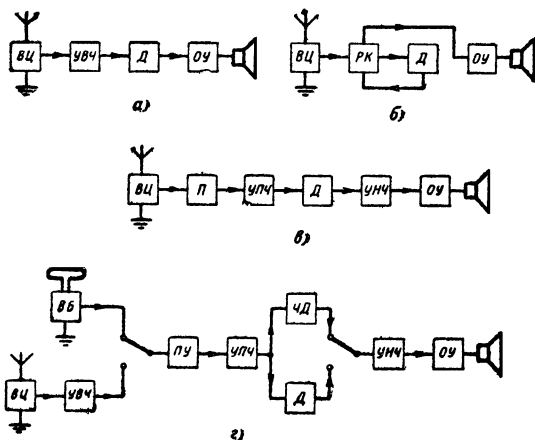 ВЦ УВЧ Д ОУ
а)
ВЦ РК Д ОУ
б)
ВЦ П УПЧ Д УНЧ ОУ
в)
ВБ
ЧД
ПУ УПЧ УНЧ ОУ
ВЦ УВЧ
Д
г)